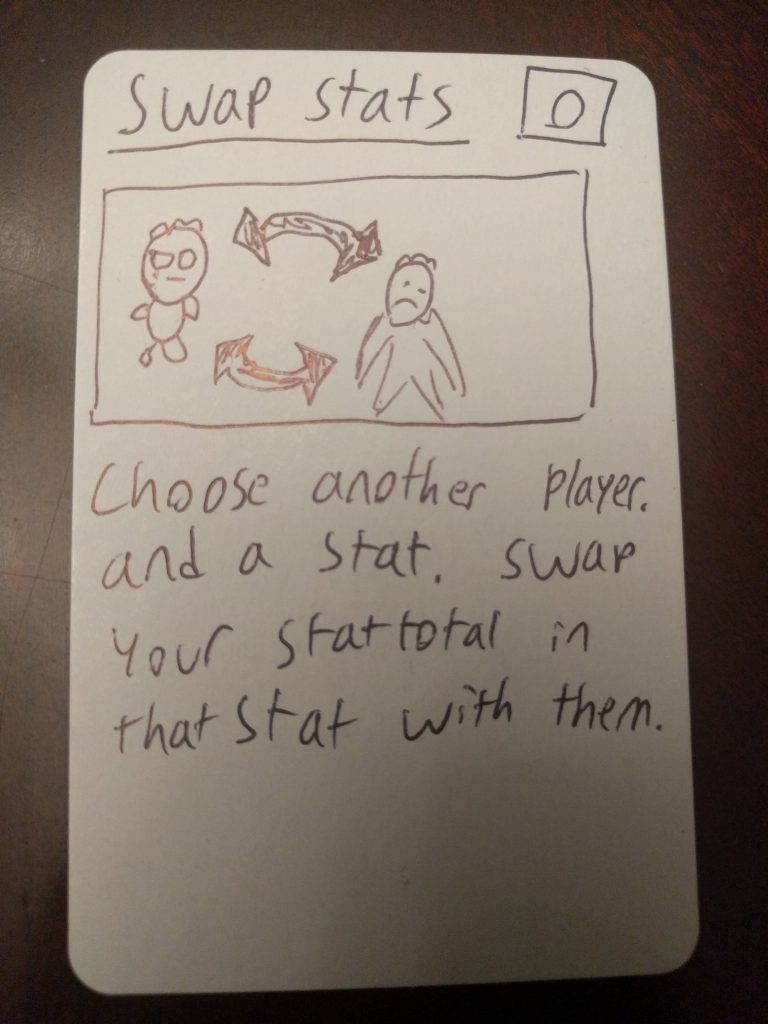 Swap stats
0
Choose another player.
and a stat. Swap
Your stat total in
that stat with them.